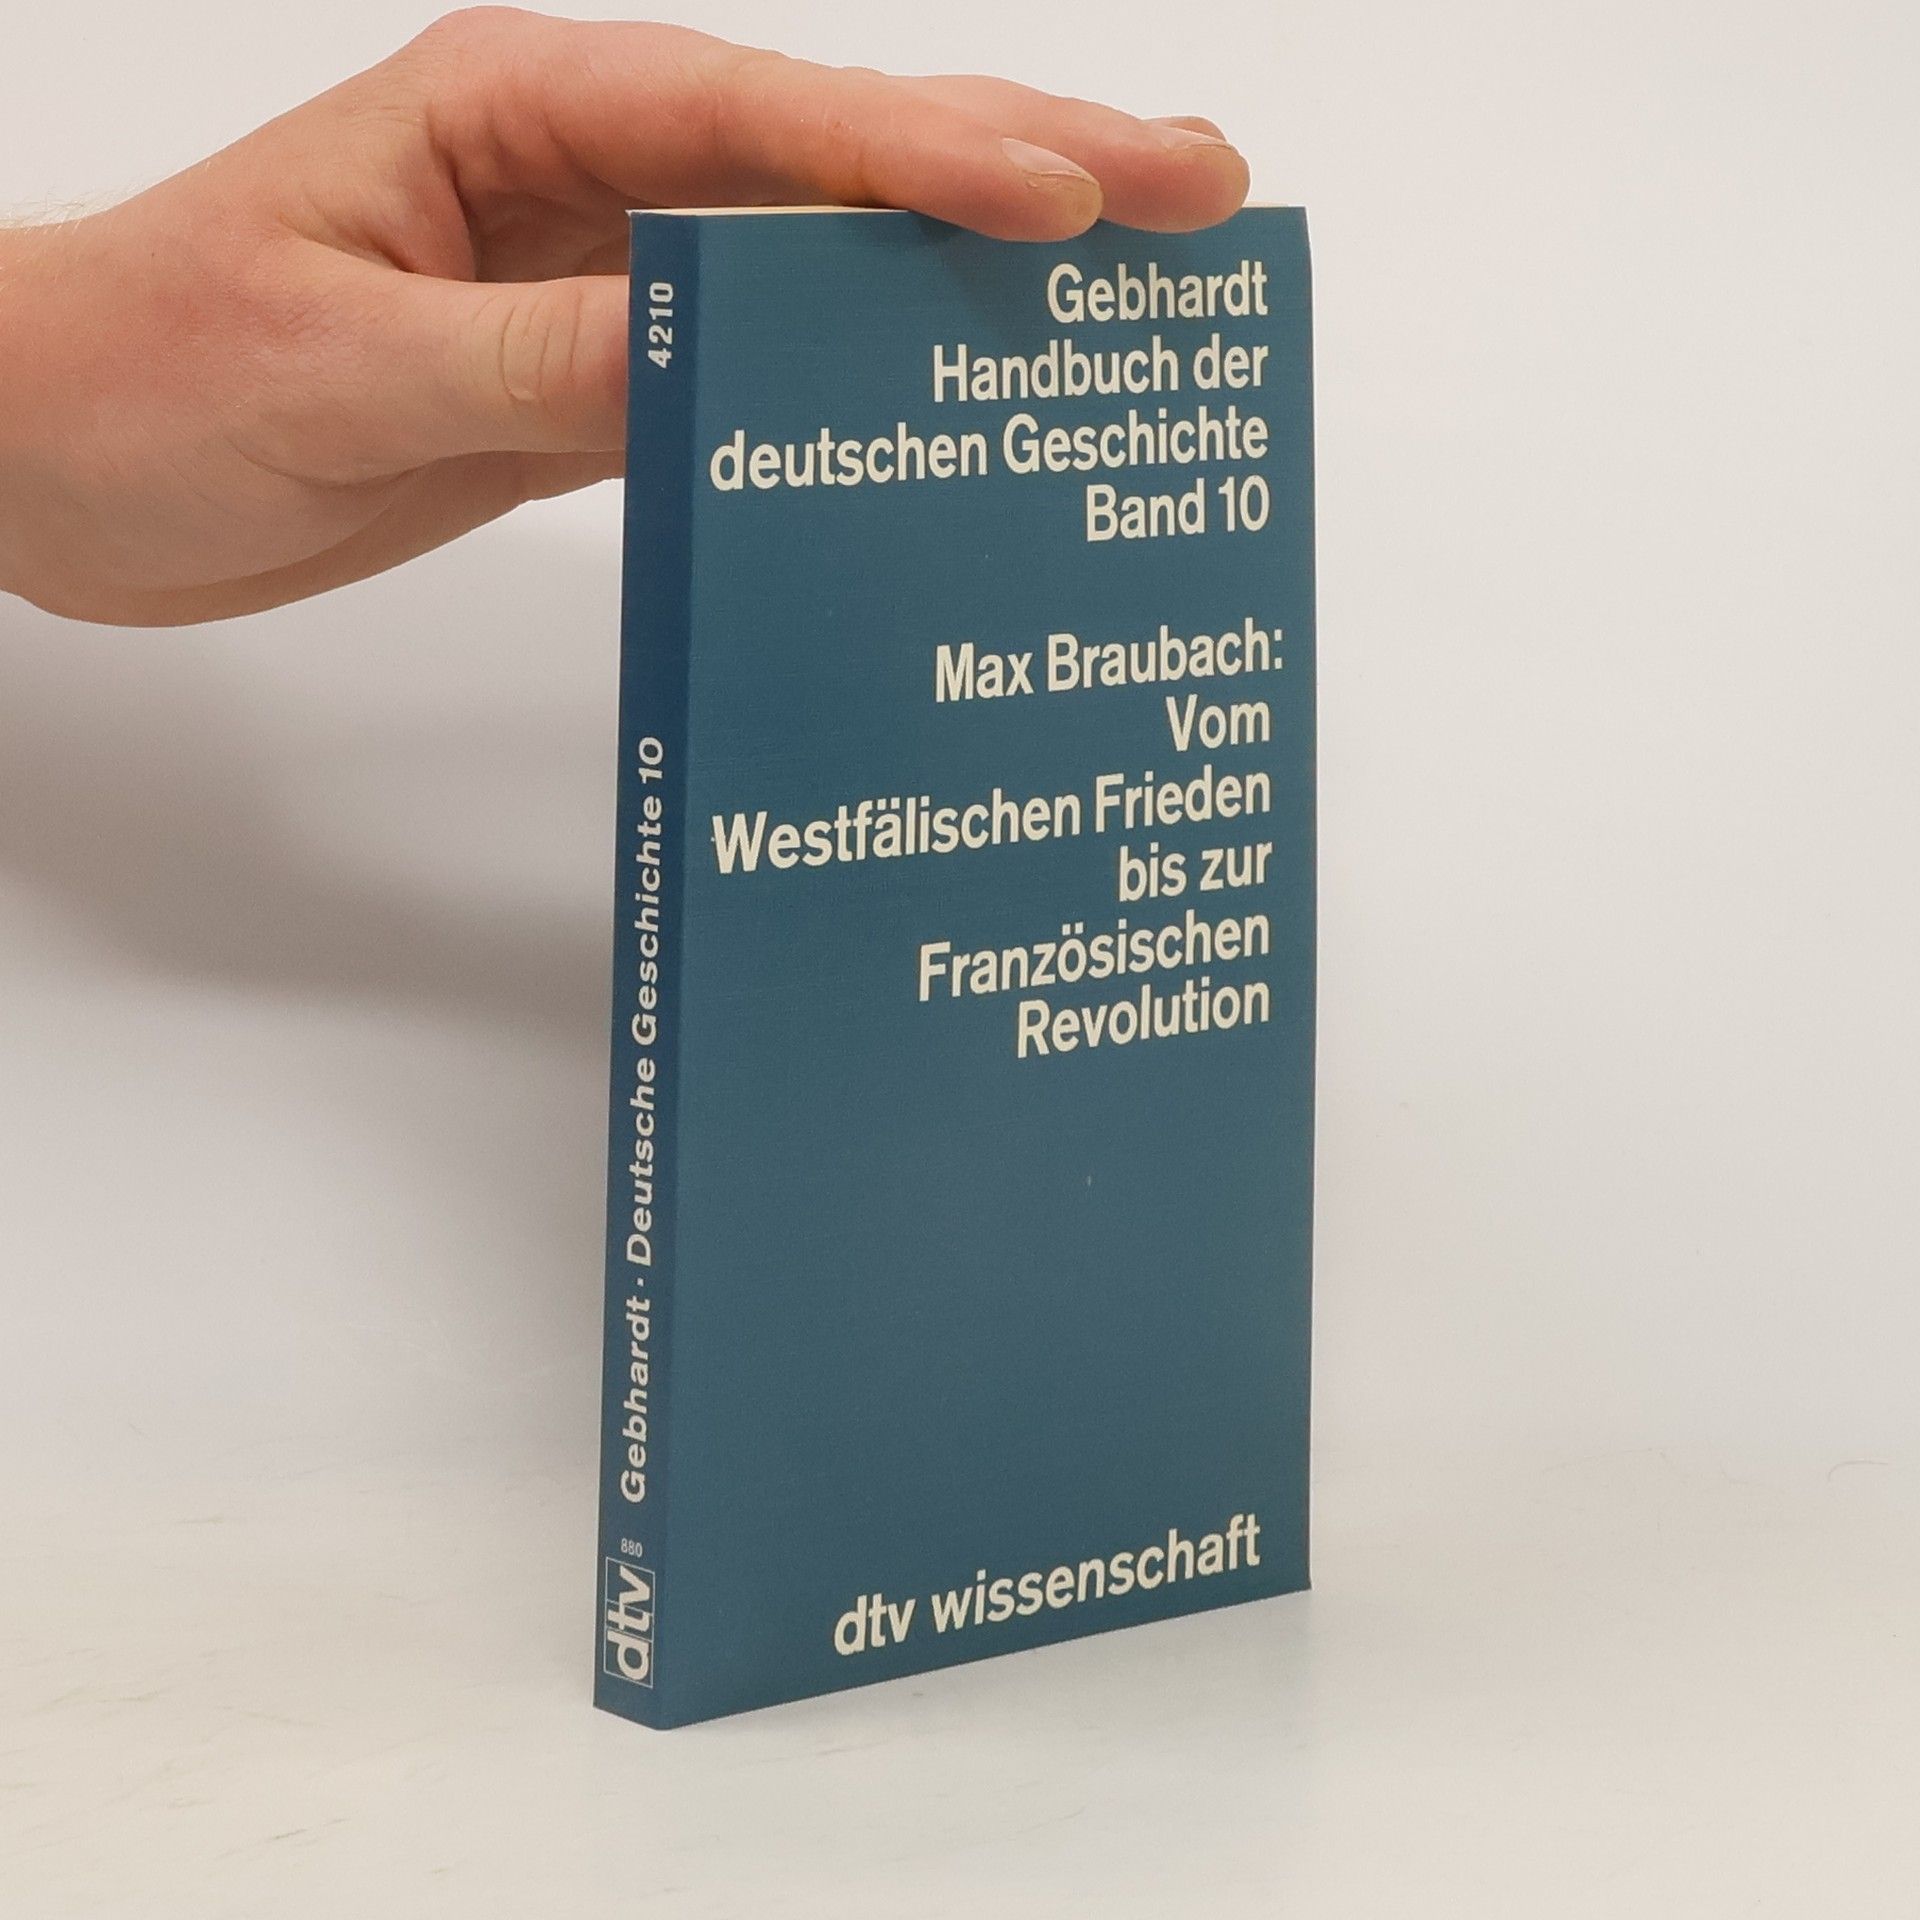 Gebhardt
Handbuch der
deutschen Geschichte
Band 10
Max Braubach:
Vom
Westfälischen Frieden
bis zur
Französischen
Revolution
dtv wissenschaft
4210
Gebhardt · Deutsche Geschichte 10
880
dtv